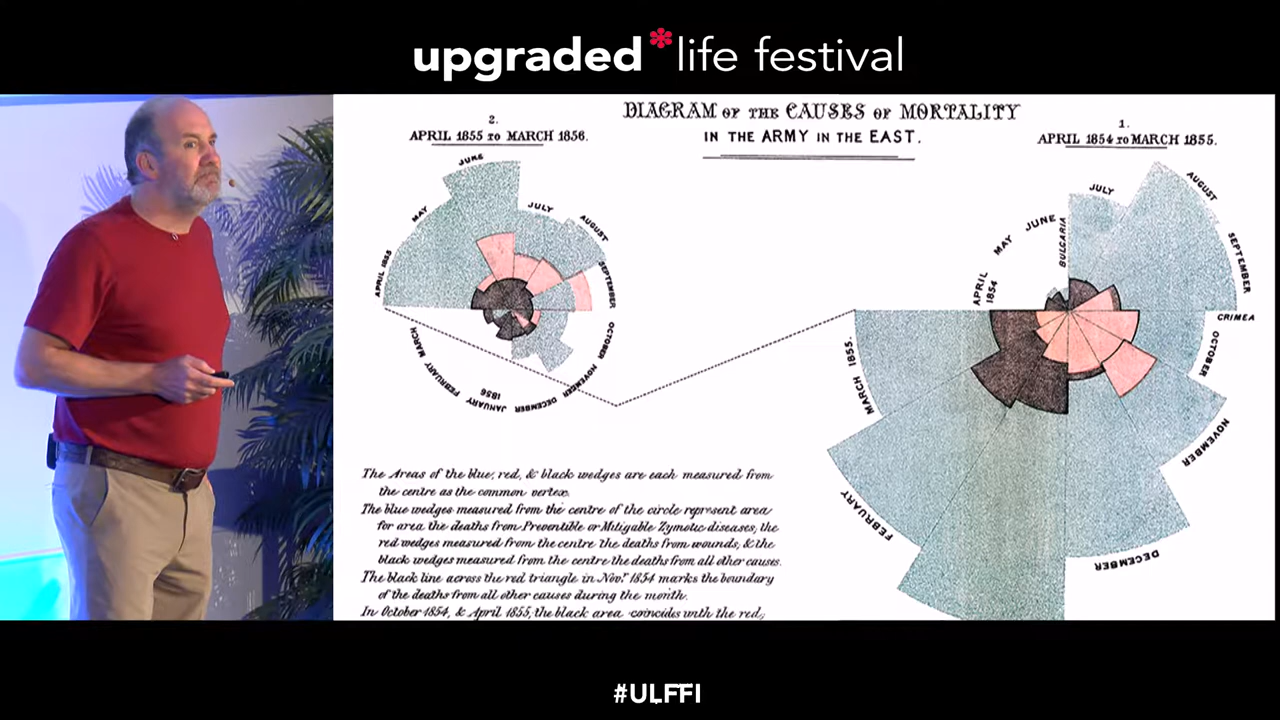 upgraded*life festival
DIAGRAM OF THE CAUSES OF MORTALITY
IN THE ARMY IN THE EAST.
2.
APRIL 1855 TO MARCH 1856.
1.
APRIL 1854 TO MARCH 1855.
JUNE
MAY
APRIL 1855
JULY
AUGUST
SEPTEMBER
OCTOBER
NOVEMBER
DECEMBER
JANUARY
1856
FEBRUARY
MARCH
APRIL
1854
MAY
JUNE
BULGARIA
JULY
AUGUST
SEPTEMBER
CRIMEA
OCTOBER
NOVEMBER
DECEMBER
FEBRUARY
MARCH 1855.
The Areas of the blue, red, & black wedges are each measured from
the centre as the common vertex.
The blue wedges measured from the centre of the circle represent area
for area the deaths from Preventible or Mitigable Zymotic diseases, the
red wedges measured from the centre the deaths from wounds, & the
black wedges measured from the centre the deaths from all other causes.
The black line across the red triangle in Novr. 1854 marks the boundary
of the deaths from all other causes during the month.
In October 1854, & April 1855, the black area coincides with the red;
#ULFFI